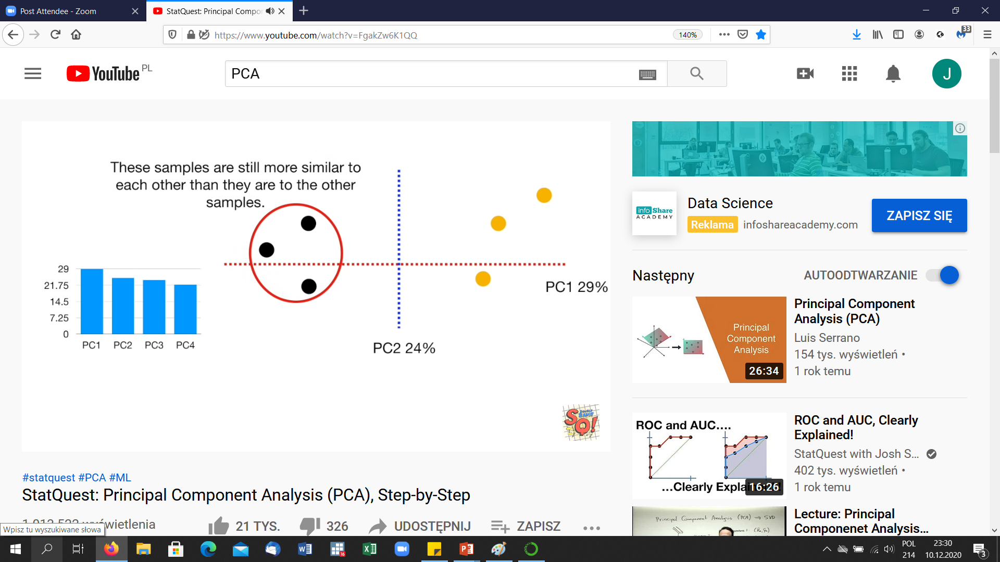 Post Attendee - Zoom
StatQuest: Principal Compo
https://www.youtube.com/watch?v=FgakZw6K1QQ
140%
33
YouTube PL
PCA
J
These samples are still more similar to
each other than they are to the other
samples.
29
21.75
14.5
7.25
0
PC1 PC2 PC3 PC4
PC1 29%
PC2 24%
#statquest #PCA #ML
StatQuest: Principal Component Analysis (PCA), Step-by-Step
Wpisz tu wyszukiwane słowa
21 TYS.
326
UDOSTĘPNIJ
ZAPISZ
info Share
ACADEMY
Data Science
Reklama infoshareacademy.com
ZAPISZ SIĘ
Następny
AUTOODTWARZANIE
Principal
Component
Analysis
26:34
Principal Component
Analysis (PCA)
Luis Serrano
154 tys. wyświetleń •
1 rok temu
ROC and AUC....
...Clearly
16:26
ROC and AUC, Clearly
Explained!
StatQuest with Josh S...
402 tys. wyświetleń •
1 rok temu
Principal Component Analysis (PCA) → SVD
Lecture: Principal
Componenet Analysis...
16
POL
214
23:30
10.12.2020
3